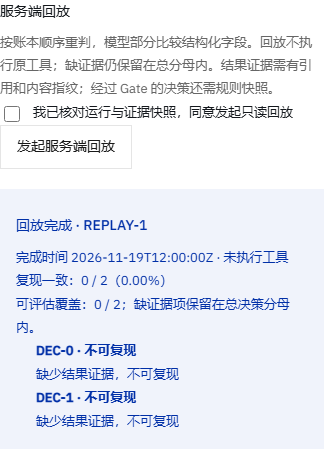 服务端回放
按账本顺序重判，模型部分比较结构化字段。回放不执
行原工具；缺证据仍保留在总分母内。结果证据需有引
用和内容指纹；经过 Gate 的决策还需规则快照。
我已核对运行与证据快照，同意发起只读回放
发起服务端回放
回放完成 · REPLAY-1
完成时间 2026-11-19T12:00:00Z · 未执行工具
复现一致：0 / 2（0.00%）
可评估覆盖：0 / 2；缺证据项保留在总决策分母
内。
DEC-0 · 不可复现
缺少结果证据，不可复现
DEC-1 · 不可复现
缺少结果证据，不可复现